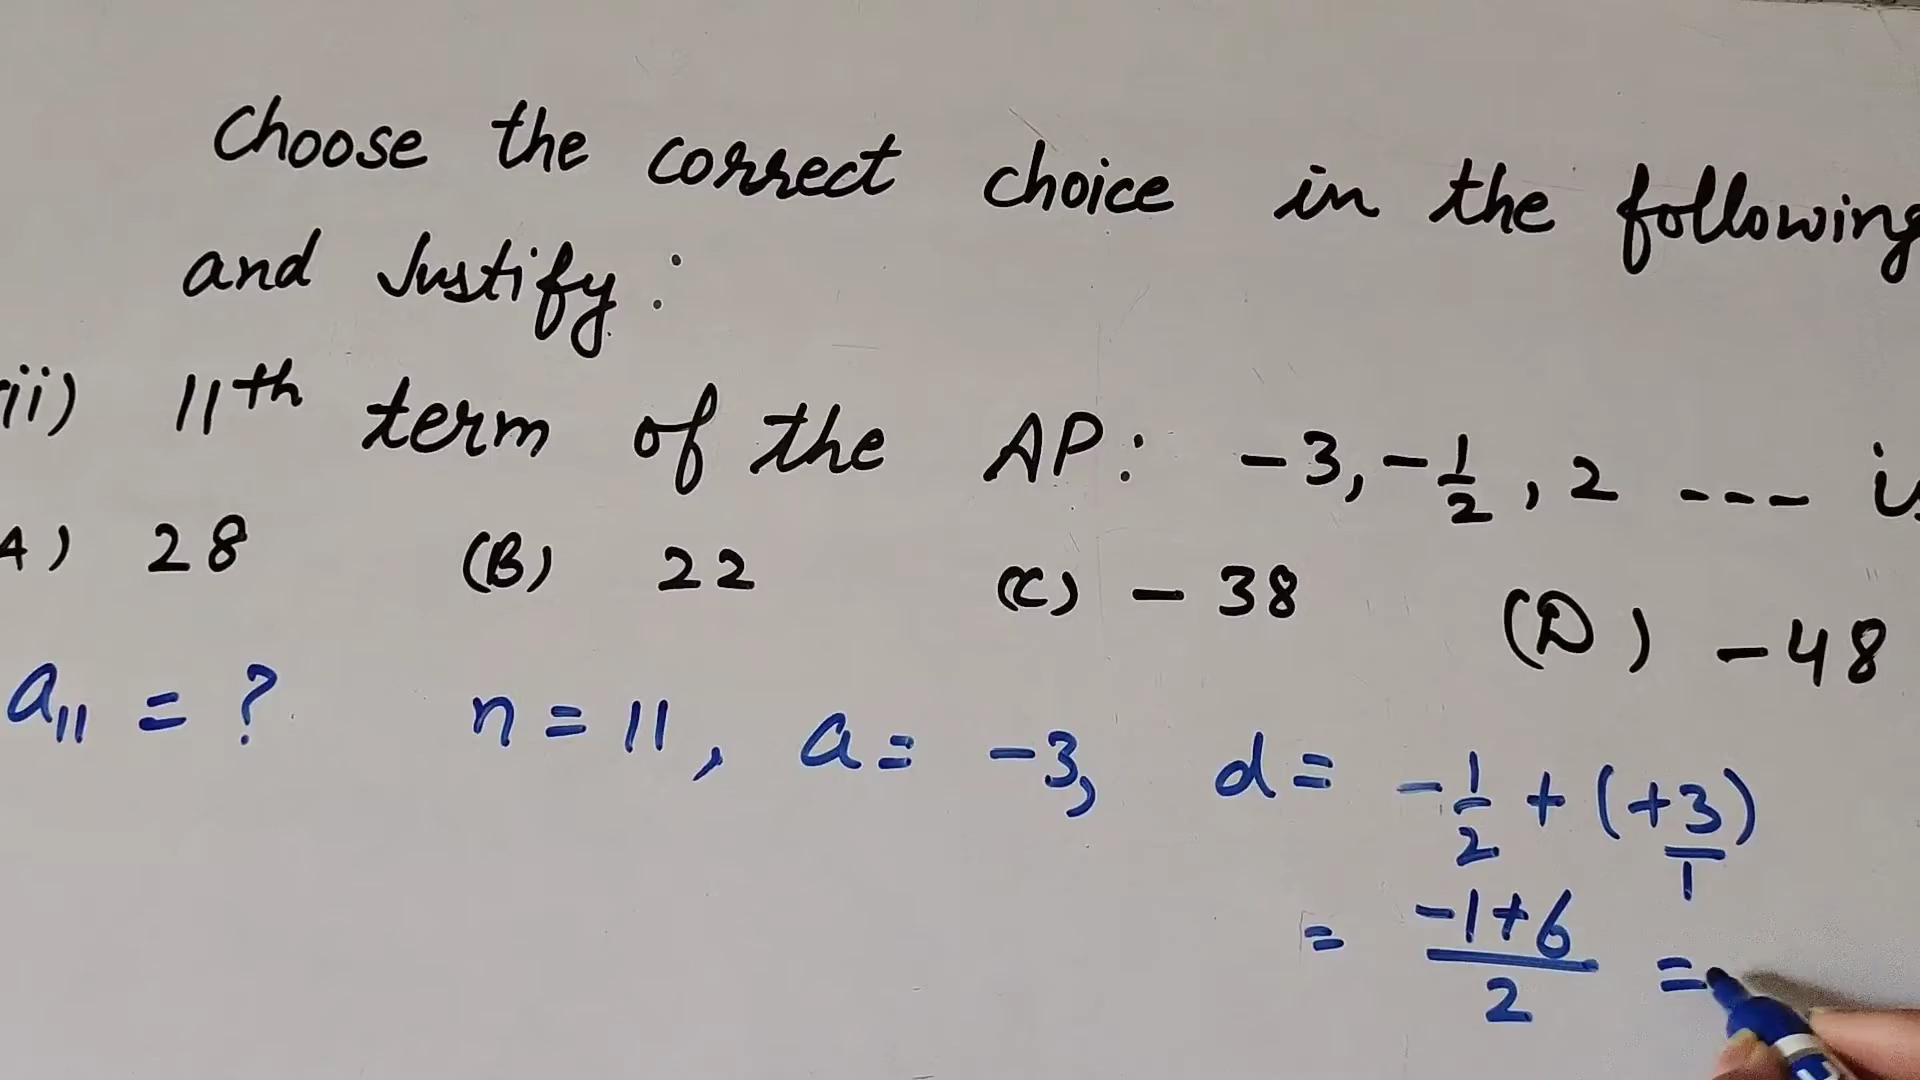 Choose the correct choice in the following
and Justify:
ii) 11th term of the AP: -3, -1/2, 2 ---- is
A) 28 (B) 22 (C) - 38 (D) -48
a₁₁ = ? n = 11, a = -3, d = -1/2 + (+3/1)
= (-1+6)/2 =